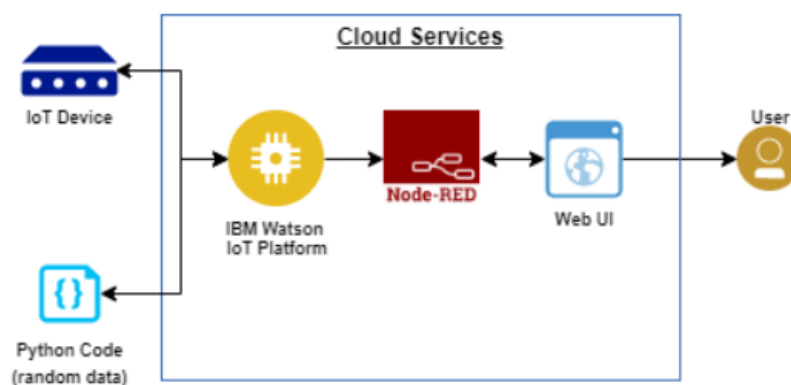 Cloud Services
IoT Device
User
Node-RED
IBM Watson
IoT Platform
Web UI
{}
Python Code
(random data)